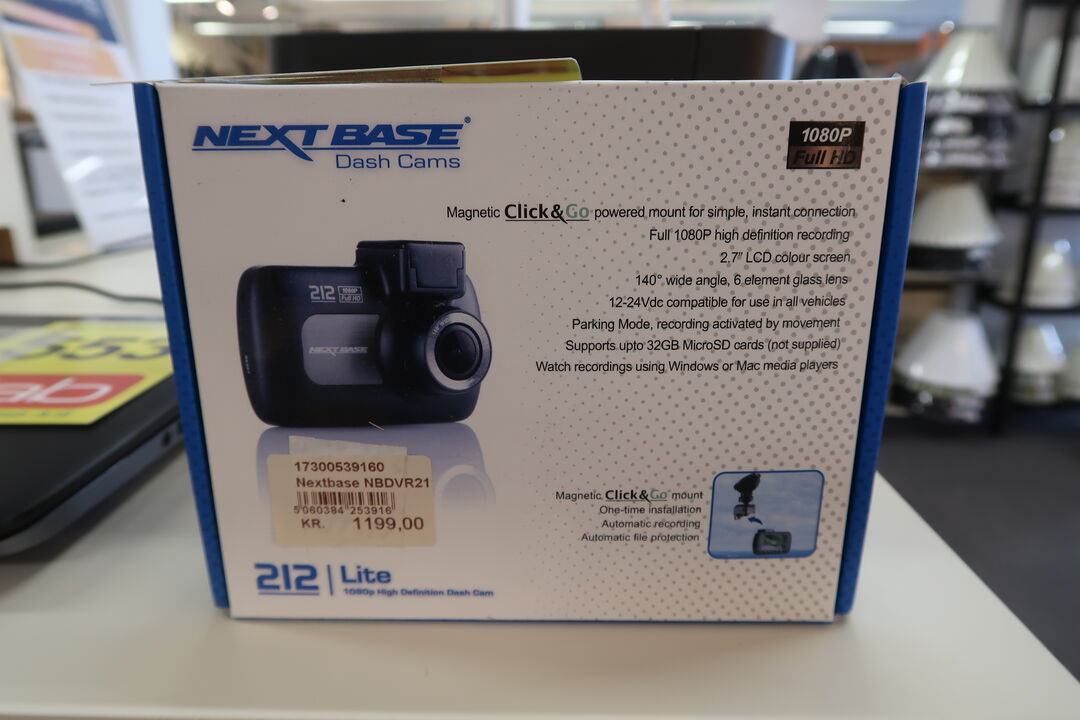 NEXTBASE®
Dash Cams
1080P
Full HD
Magnetic Click&Go powered mount for simple, instant connection
Full 1080P high definition recording
2,7" LCD colour screen
140° wide angle, 6 element glass lens
12-24Vdc compatible for use in all vehicles
Parking Mode, recording activated by movement
Supports upto 32GB MicroSD cards (not supplied)
Watch recordings using Windows or Mac media players
212 1080P
Full HD
NEXTBASE
17300539160
Nextbase NBDVR21
5060384 253916
KR. 1199,00
Magnetic Click&Go mount
One-time installation
Automatic recording
Automatic file protection
212 Lite
1080p High Definition Dash Cam